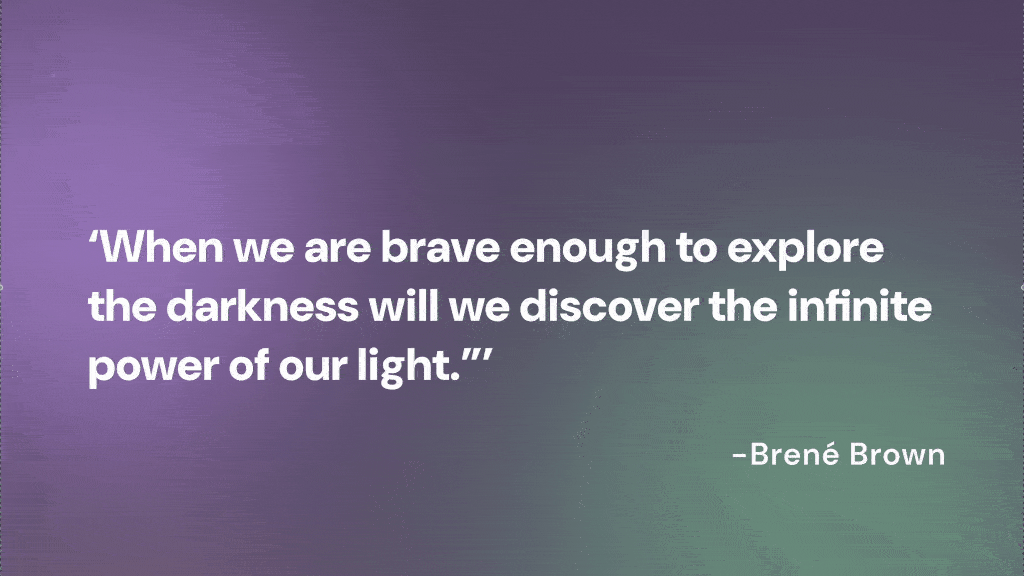 ‘When we are brave enough to explore
the darkness will we discover the infinite
power of our light.”’
–Brené Brown